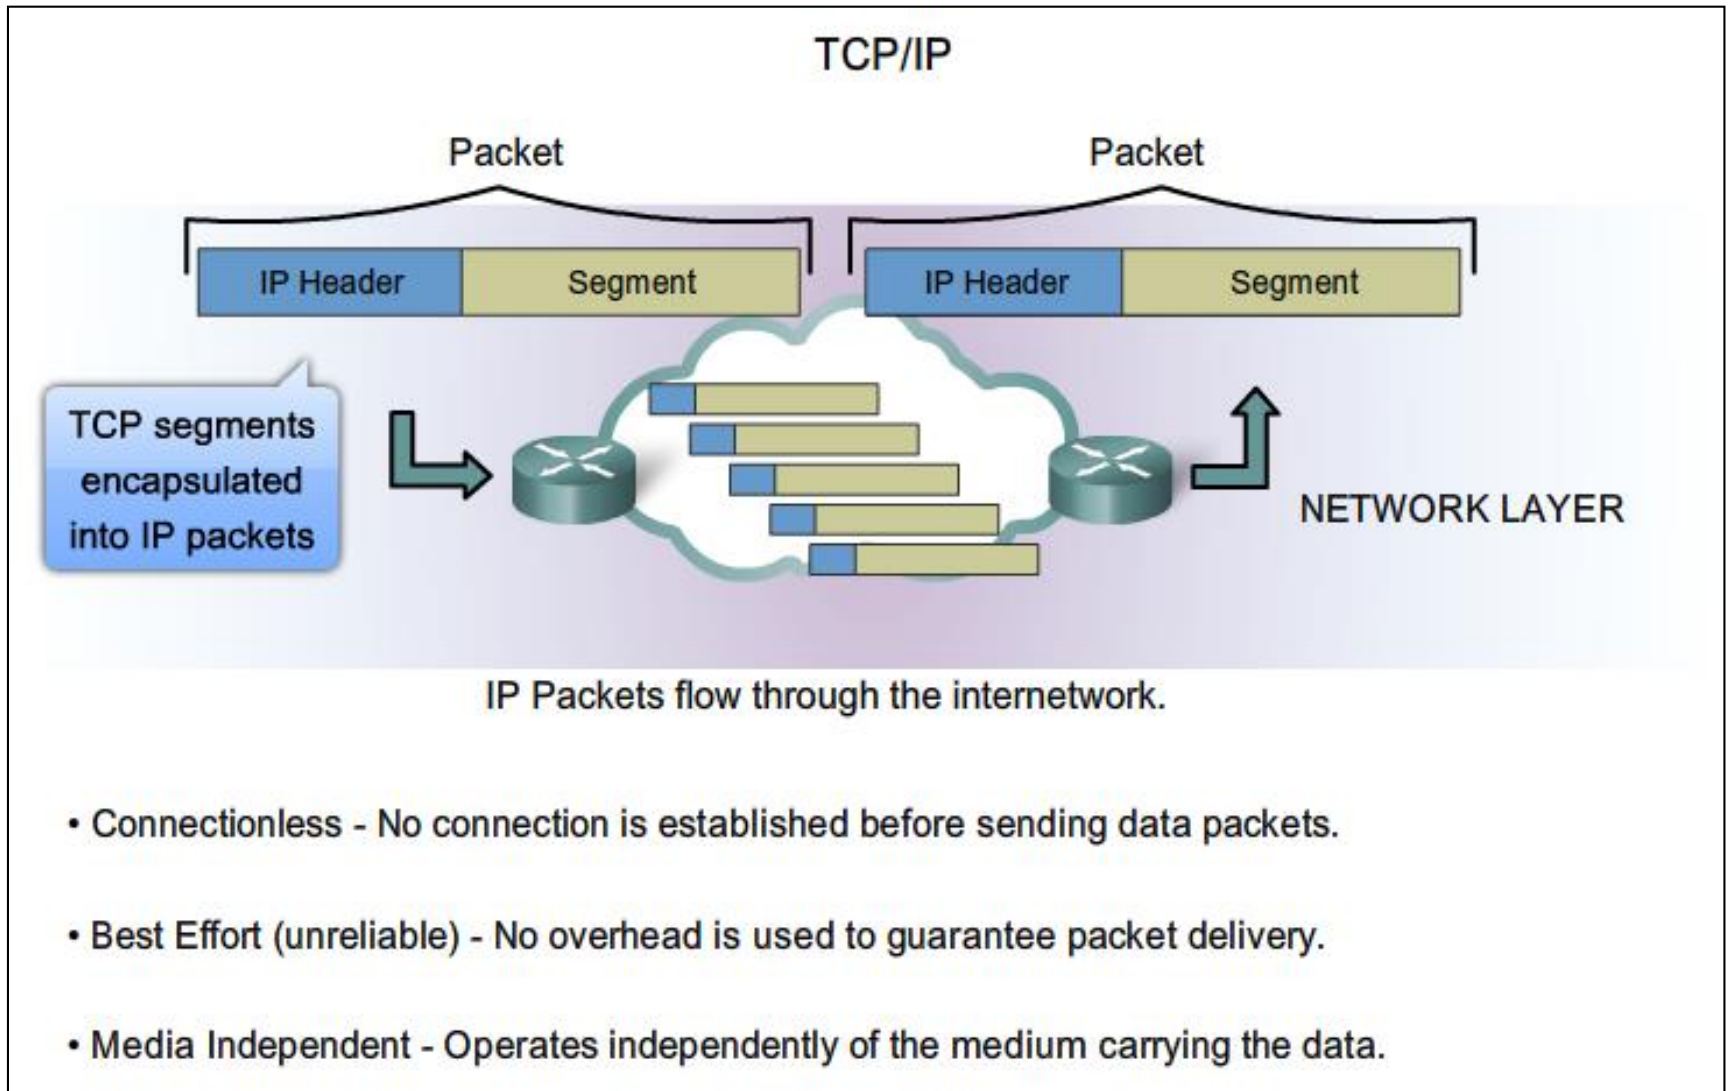 TCP/IP
Packet
Packet
IP Header
Segment
IP Header
Segment
TCP segments
encapsulated
into IP packets
NETWORK LAYER
IP Packets flow through the internetwork.
• Connectionless - No connection is established before sending data packets.
• Best Effort (unreliable) - No overhead is used to guarantee packet delivery.
• Media Independent - Operates independently of the medium carrying the data.